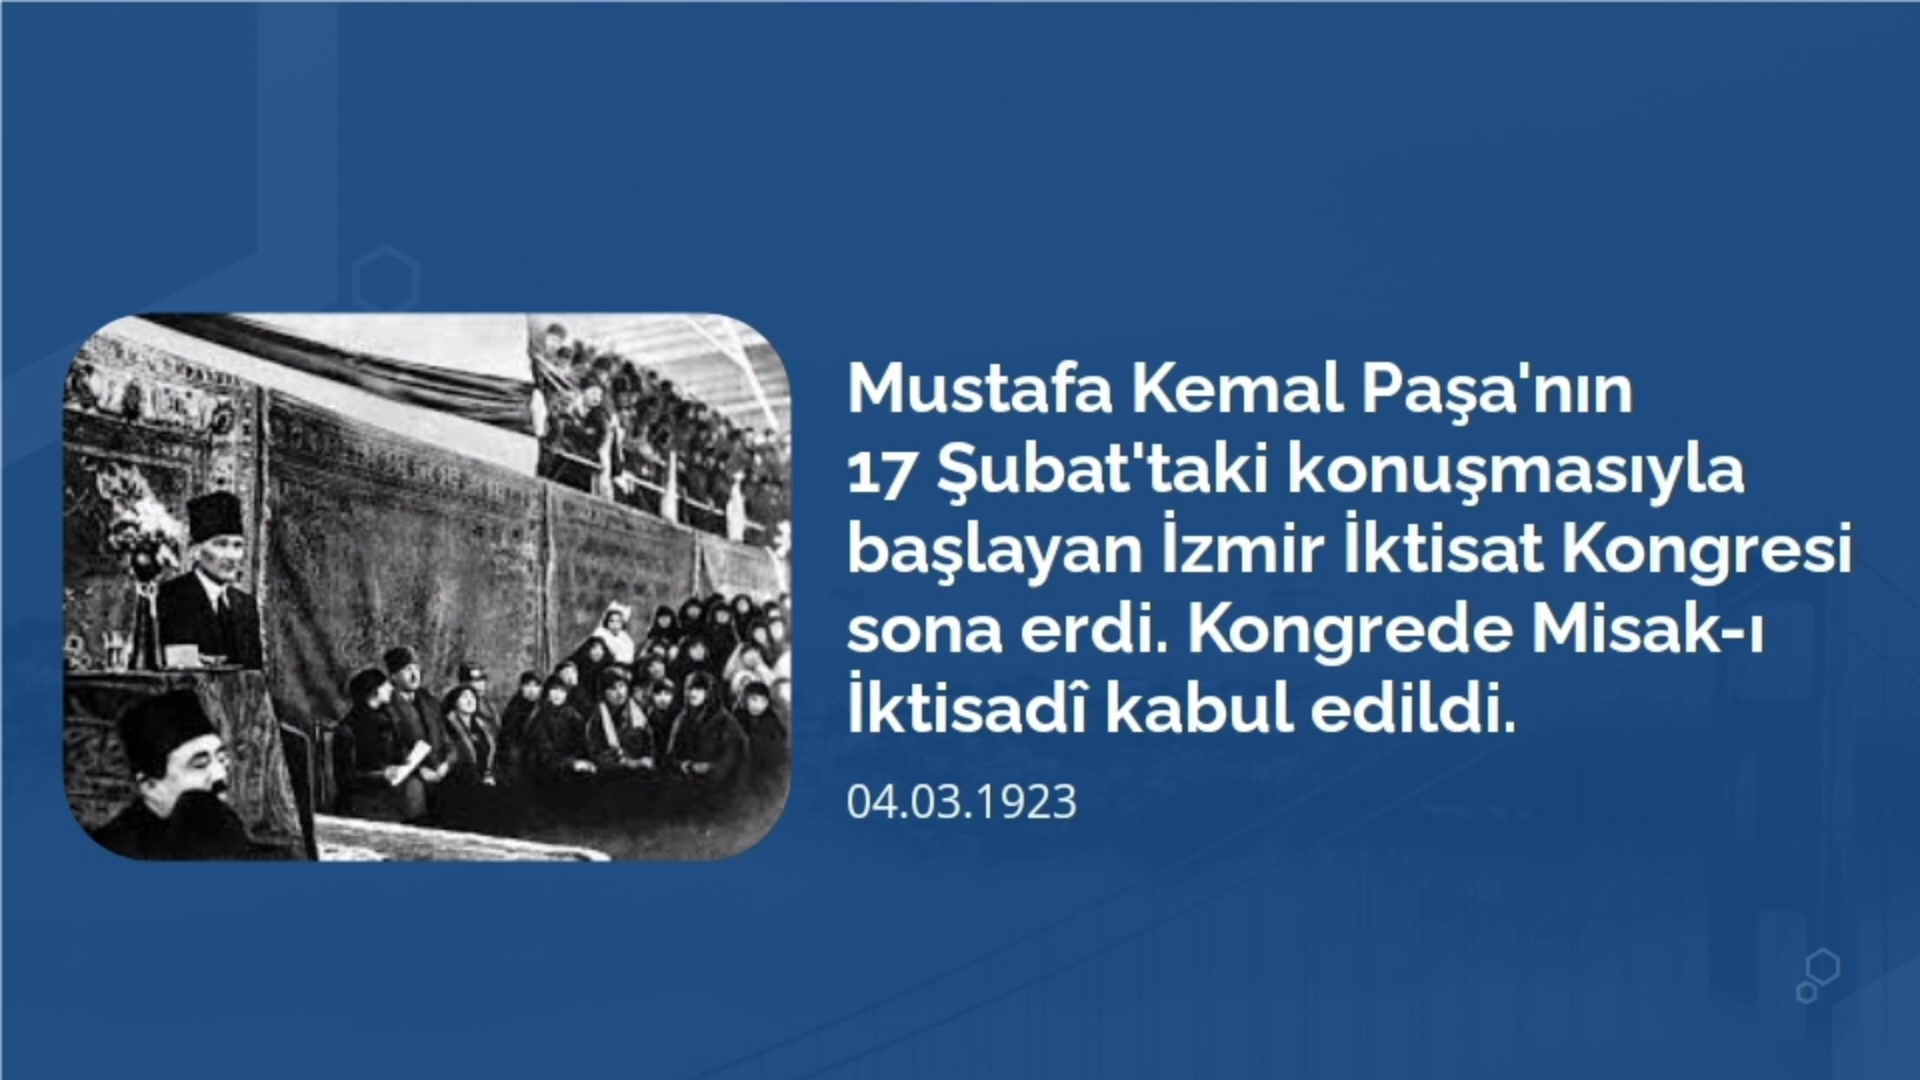 Mustafa Kemal Paşa'nın
17 Şubat'taki konuşmasıyla
başlayan İzmir İktisat Kongresi
sona erdi. Kongrede Misak-ı
İktisadî kabul edildi.
04.03.1923